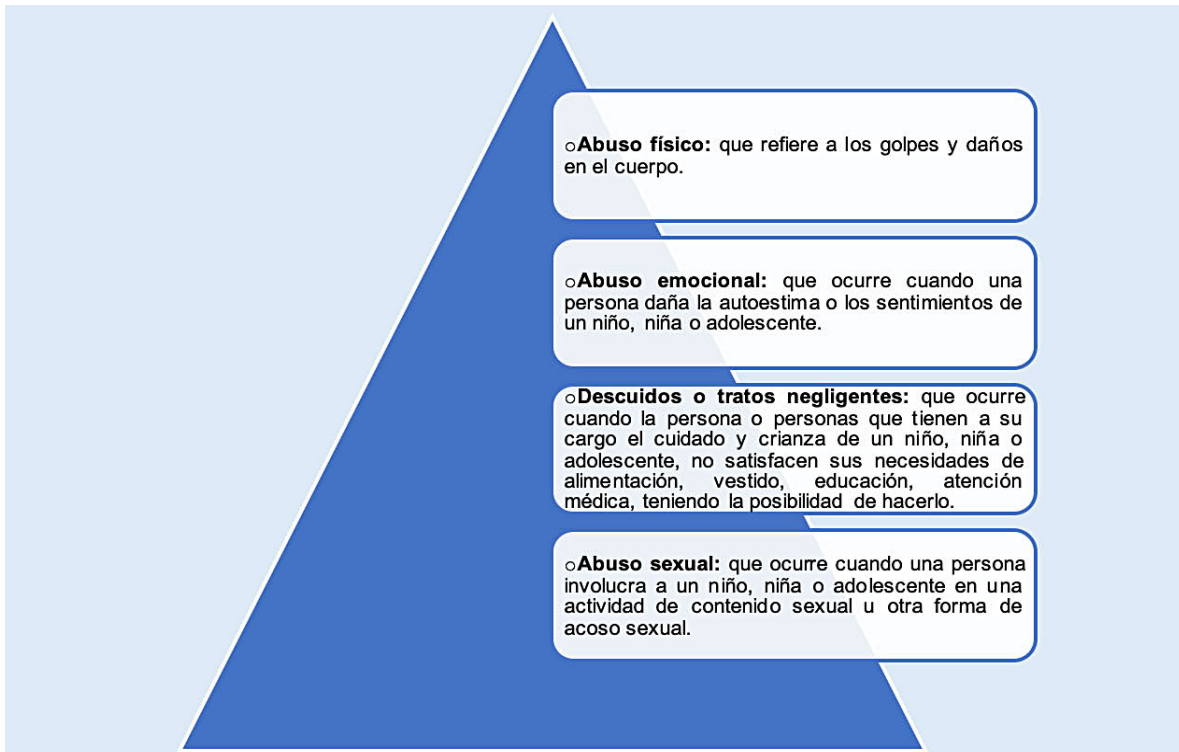 ○Abuso físico: que refiere a los golpes y daños
en el cuerpo.
○Abuso emocional: que ocurre cuando una
persona daña la autoestima o los sentimientos de
un niño, niña o adolescente.
○Descuidos o tratos negligentes: que ocurre
cuando la persona o personas que tienen a su
cargo el cuidado y crianza de un niño, niña o
adolescente, no satisfacen sus necesidades de
alimentación, vestido, educación, atención
médica, teniendo la posibilidad de hacerlo.
○Abuso sexual: que ocurre cuando una persona
involucra a un niño, niña o adolescente en una
actividad de contenido sexual u otra forma de
acoso sexual.